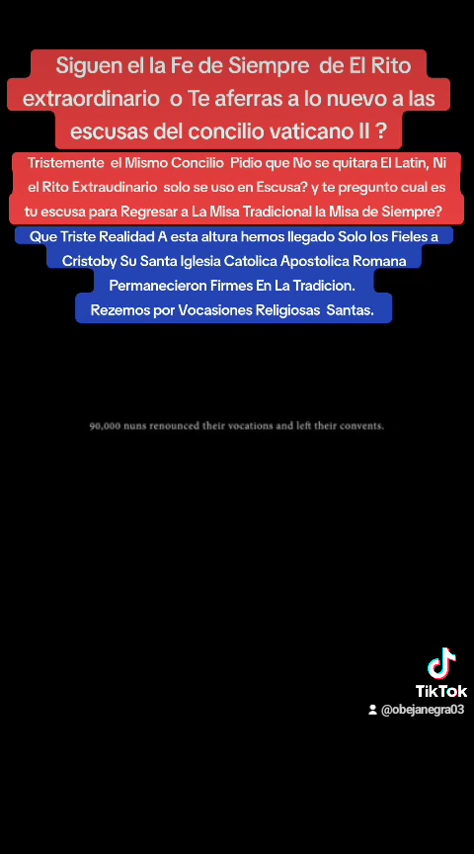 Siguen el la Fe de Siempre de El Rito
extraordinario o Te aferras a lo nuevo a las
escusas del concilio vaticano II ?
Tristemente el Mismo Concilio Pidio que No se quitara El Latin, Ni
el Rito Extraudinario solo se uso en Escusa? y te pregunto cual es
tu escusa para Regresar a La Misa Tradicional la Misa de Siempre?
Que Triste Realidad A esta altura hemos llegado Solo los Fieles a
Cristoby Su Santa Iglesia Catolica Apostolica Romana
Permanecieron Firmes En La Tradicion.
Rezemos por Vocasiones Religiosas Santas.
90,000 nuns renounced their vocations and left their convents.
TikTok
@obejanegra03